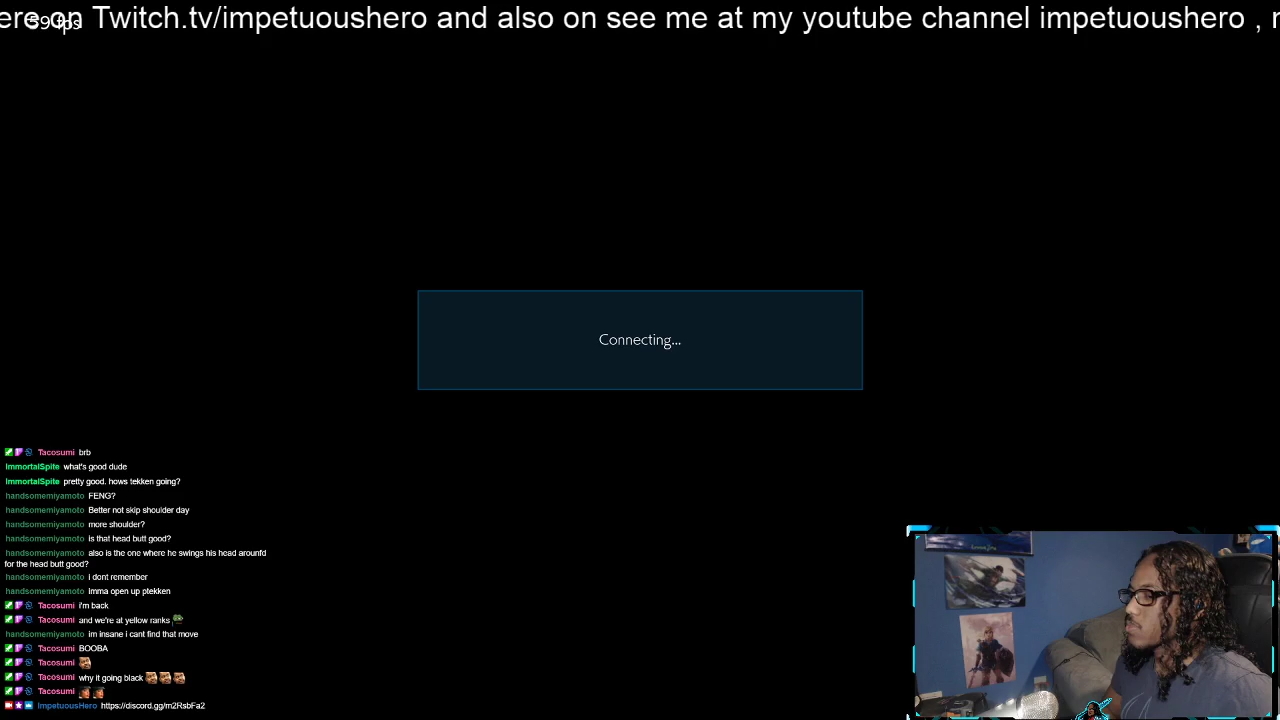 ere on Twitch.tv/impetuoushero and also on see me at my youtube channel impetuoushero ,
59 fps
Connecting...
Tacosumi brb
ImmortalSpite what's good dude
ImmortalSpite pretty good. hows tekken going?
handsomemiyamoto FENG?
handsomemiyamoto Better not skip shoulder day
handsomemiyamoto more shoulder?
handsomemiyamoto is that head butt good?
handsomemiyamoto also is the one where he swings his head arounfd
for the head butt good?
handsomemiyamoto i dont remember
handsomemiyamoto imma open up ptekken
Tacosumi i'm back
Tacosumi and we're at yellow ranks
handsomemiyamoto im insane i cant find that move
Tacosumi BOOBA
Tacosumi
Tacosumi why it going black
Tacosumi
ImpetuousHero https://discord.gg/m2RsbFa2